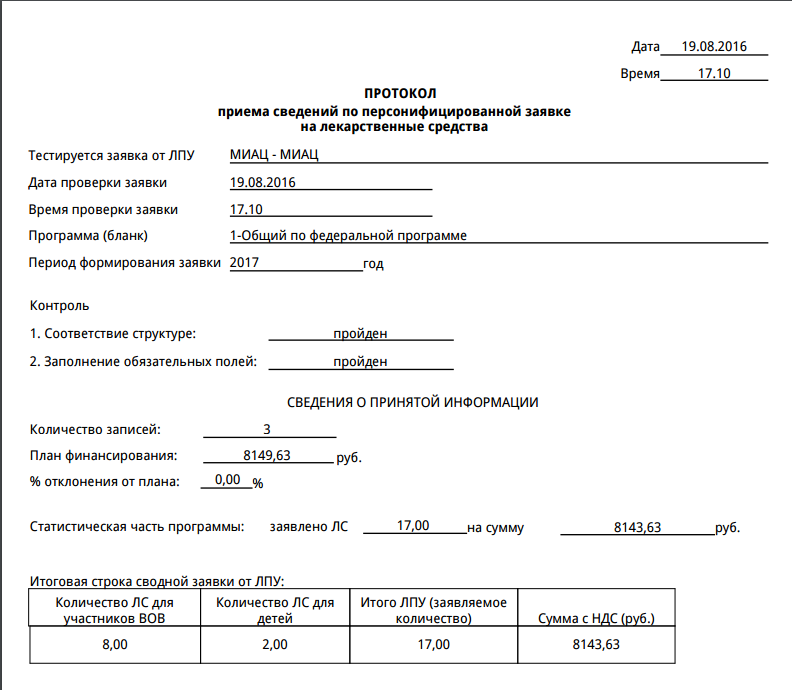 Дата 19.08.2016
Время 17.10
ПРОТОКОЛ
приема сведений по персонифицированной заявке
на лекарственные средства
Тестируется заявка от ЛПУ МИАЦ - МИАЦ
Дата проверки заявки 19.08.2016
Время проверки заявки 17.10
Программа (бланк) 1-Общий по федеральной программе
Период формирования заявки 2017 год
Контроль
1. Соответствие структуре: пройден
2. Заполнение обязательных полей: пройден
СВЕДЕНИЯ О ПРИНЯТОЙ ИНФОРМАЦИИ
Количество записей: 3
План финансирования: 8149,63 руб.
% отклонения от плана: 0,00 %
Статистическая часть программы: заявлено ЛС 17,00 на сумму 8143,63 руб.
Итоговая строка сводной заявки от ЛПУ:
Количество ЛС для Количество ЛС для Итого ЛПУ (заявляемое
участников ВОВ детей количество) Сумма с НДС (руб.)
8,00 2,00 17,00 8143,63